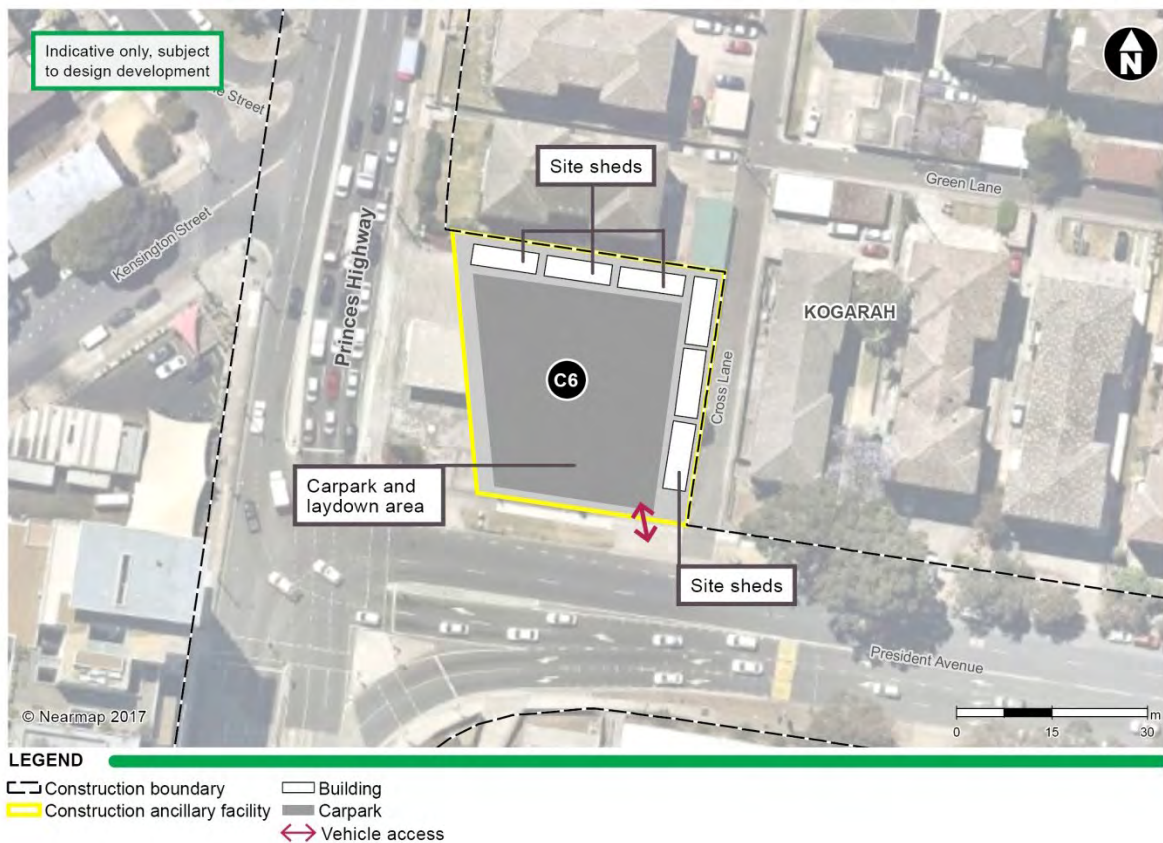 Indicative only, subject
to design development
te Street
N
Kensington Street
Princes Highway
Site sheds
Green Lane
KOGARAH
C6
Cross Lane
Carpark and
laydown area
Site sheds
President Avenue
© Nearmap 2017
0 15 30 m
LEGEND
Construction boundary
Construction ancillary facility
Building
Carpark
Vehicle access